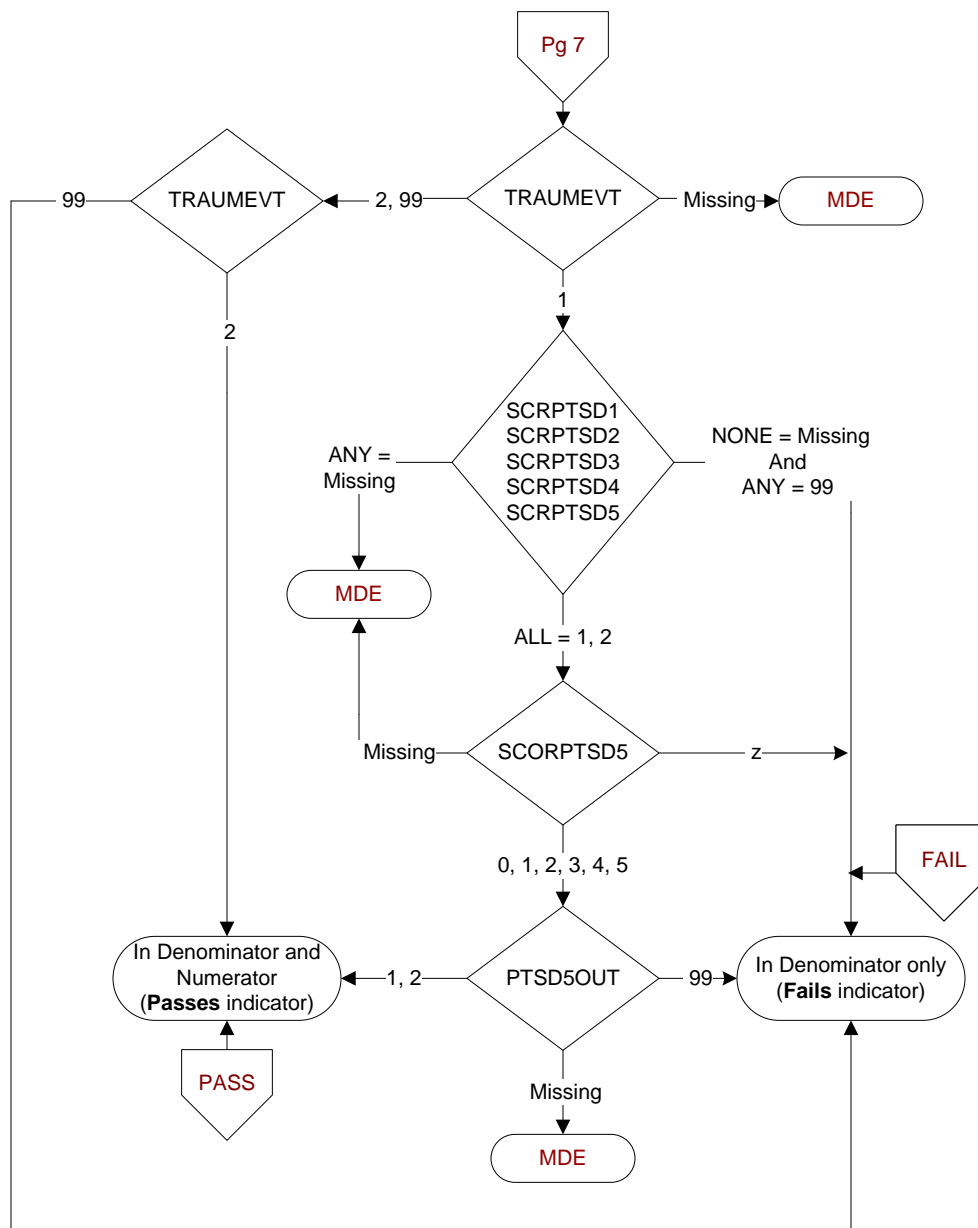 Pg 7
99
TRAUMEVT
2, 99
TRAUMEVT
Missing
MDE
1
2
SCRPTSD1
SCRPTSD2
SCRPTSD3
SCRPTSD4
SCRPTSD5
ANY =
Missing
NONE = Missing
And
ANY = 99
MDE
ALL = 1, 2
Missing
SCORPTSD5
z
0, 1, 2, 3, 4, 5
FAIL
In Denominator and
Numerator
(Passes indicator)
1, 2
PTSD5OUT
99
In Denominator only
(Fails indicator)
PASS
Missing
MDE